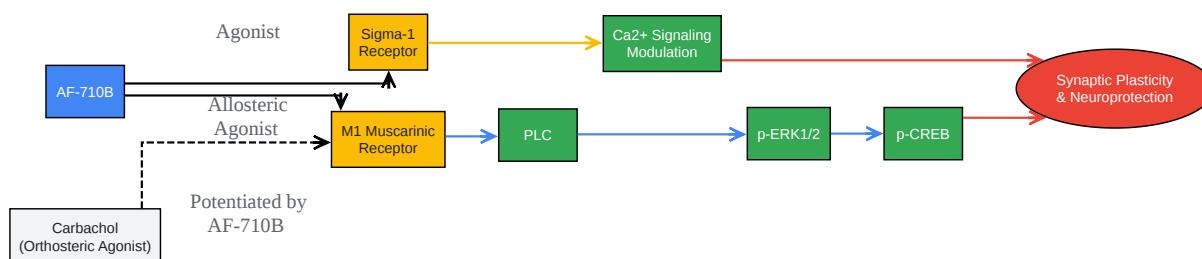 Agonist
Sigma-1
Receptor
Ca2+ Signaling
Modulation
AF-710B
Synaptic Plasticity
& Neuroprotection
Allosteric
Agonist
M1 Muscarinic
Receptor
PLC
p-ERK1/2
p-CREB
Potentiated by
AF-710B
Carbachol
(Orthosteric Agonist)